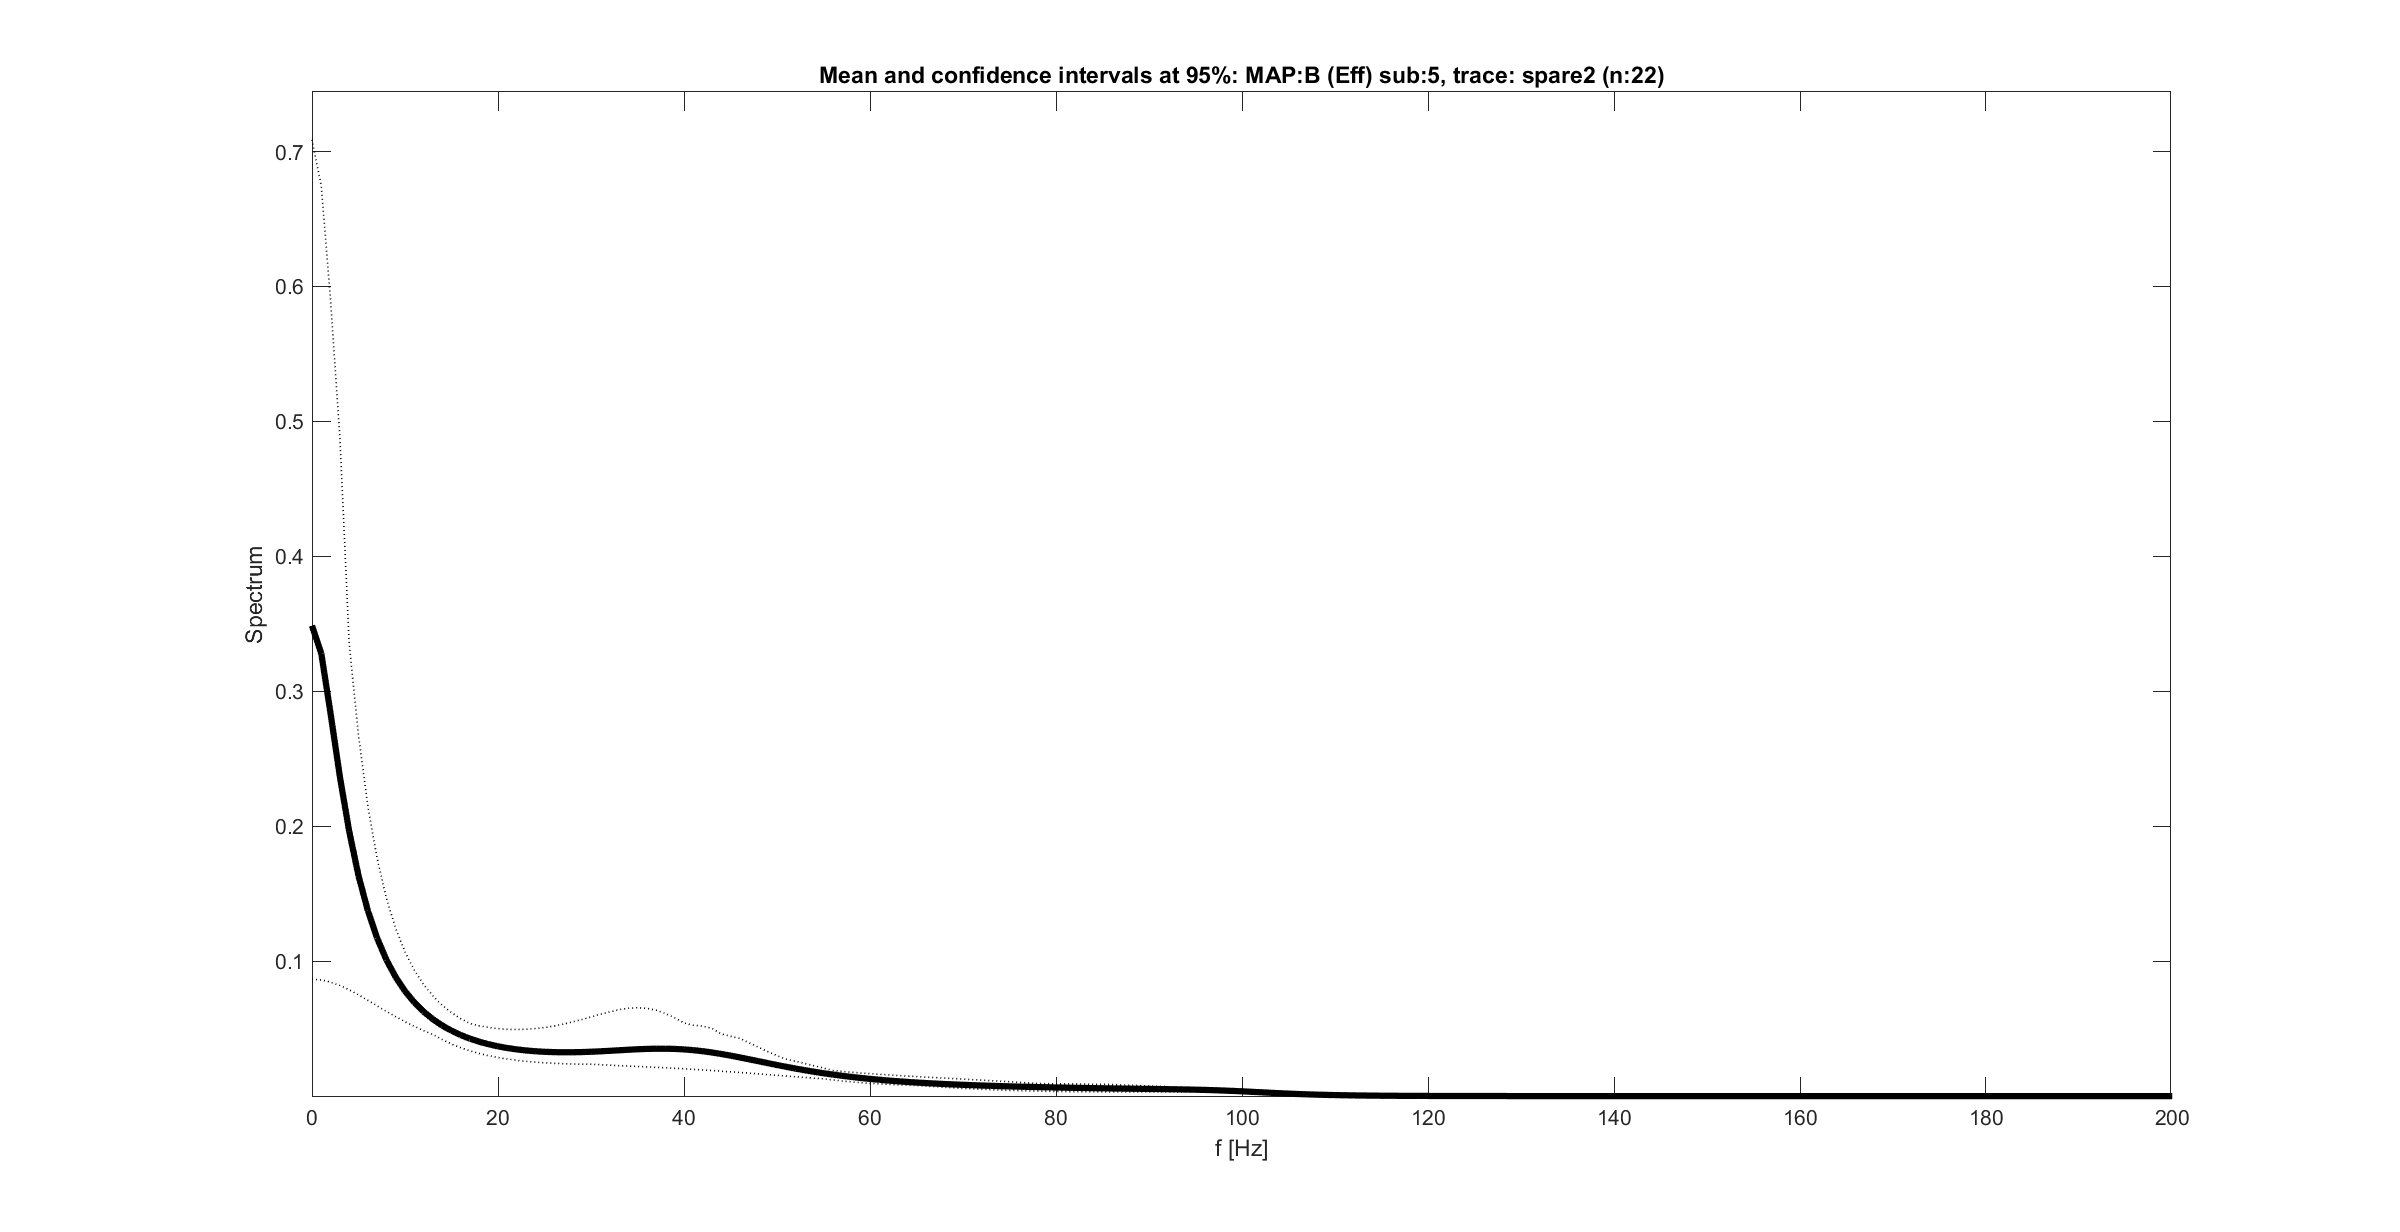 Mean and confidence intervals at 95%: MAP:B (Eff) sub:5, trace: spare2 (n:22)
0.7
0.6
0.5
0.4
0.3
0.2
0.1
Spectrum
0 20 40 60 80 100 120 140 160 180 200
f [Hz]